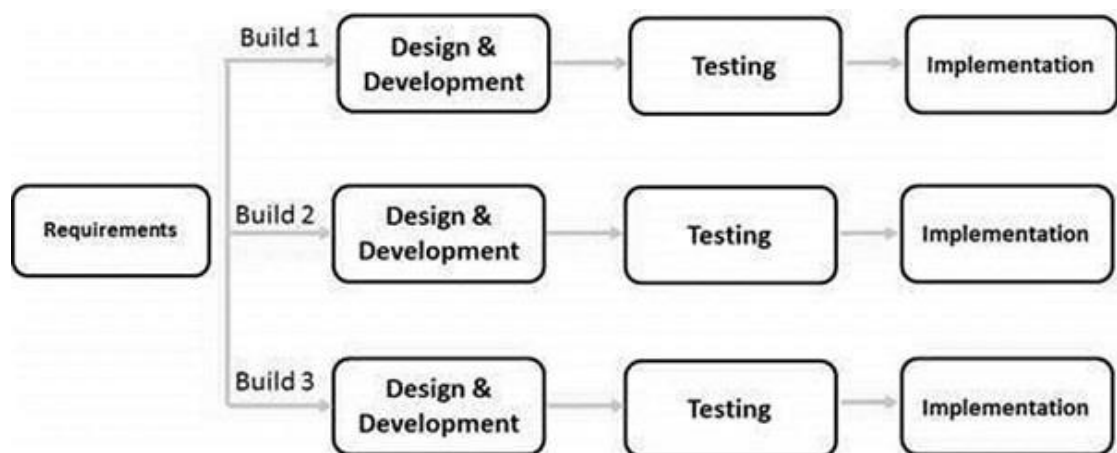 Build 1
Design &
Development
Testing
Implementation
Requirements
Build 2
Design &
Development
Testing
Implementation
Build 3
Design &
Development
Testing
Implementation